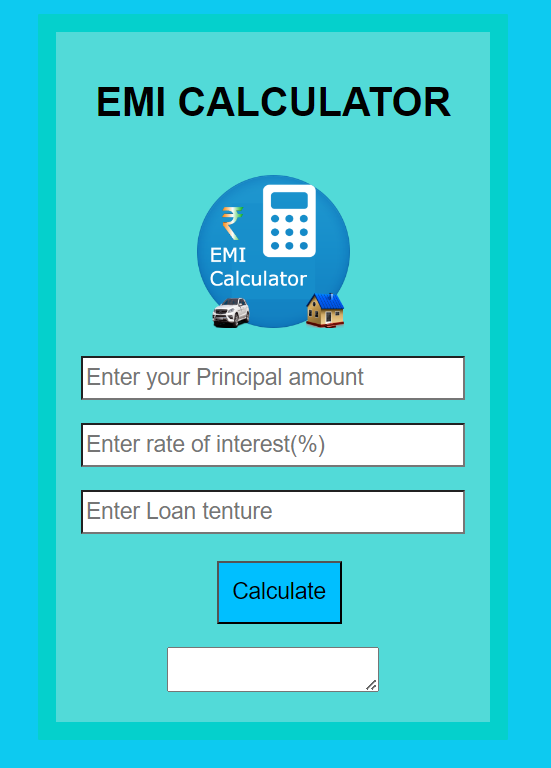 EMI CALCULATOR
₹
EMI
Calculator
Enter your Principal amount
Enter rate of interest(%)
Enter Loan tenture
Calculate